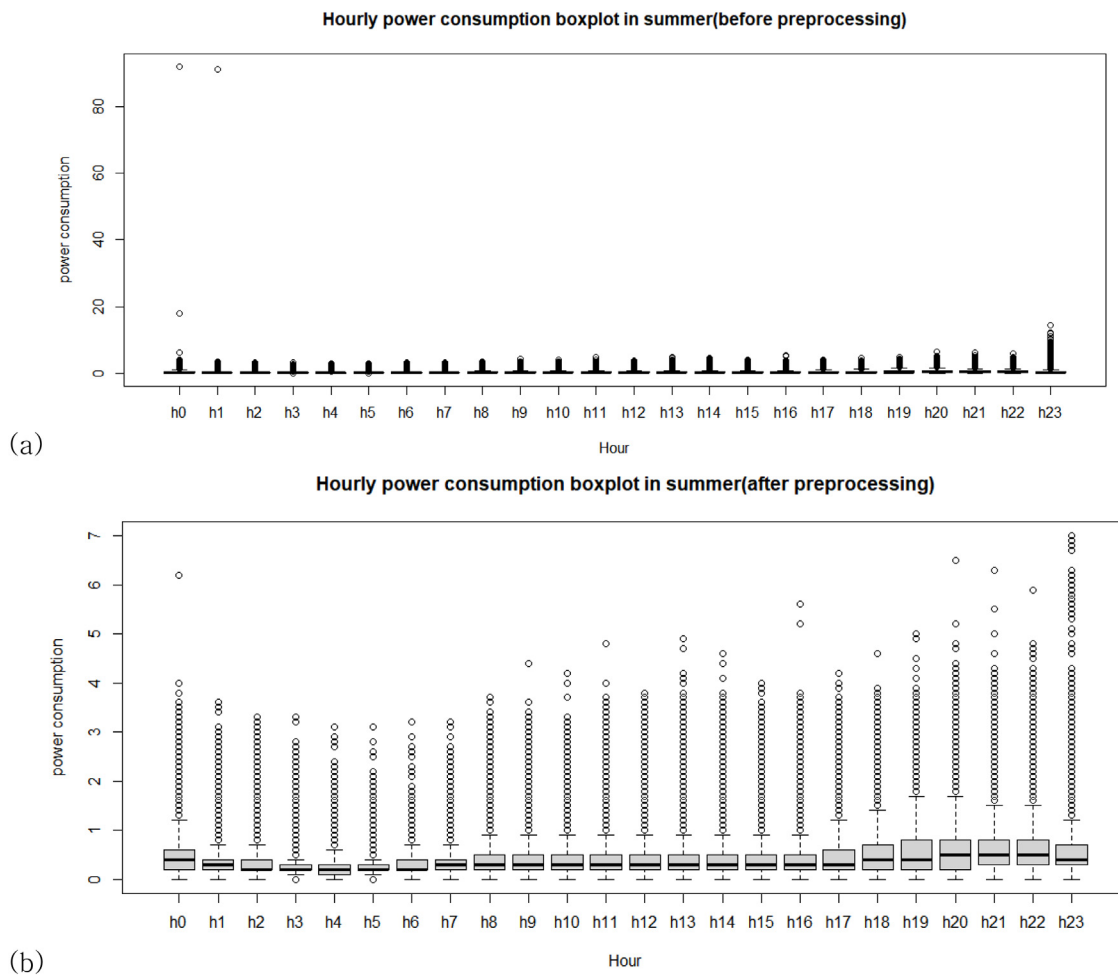 Hourly power consumption boxplot in summer(before preprocessing)
80
60
40
20
0
power consumption
h0 h1 h2 h3 h4 h5 h6 h7 h8 h9 h10 h11 h12 h13 h14 h15 h16 h17 h18 h19 h20 h21 h22 h23
Hour
(a)
Hourly power consumption boxplot in summer(after preprocessing)
7
6
5
4
3
2
1
0
power consumption
h0 h1 h2 h3 h4 h5 h6 h7 h8 h9 h10 h11 h12 h13 h14 h15 h16 h17 h18 h19 h20 h21 h22 h23
Hour
(b)